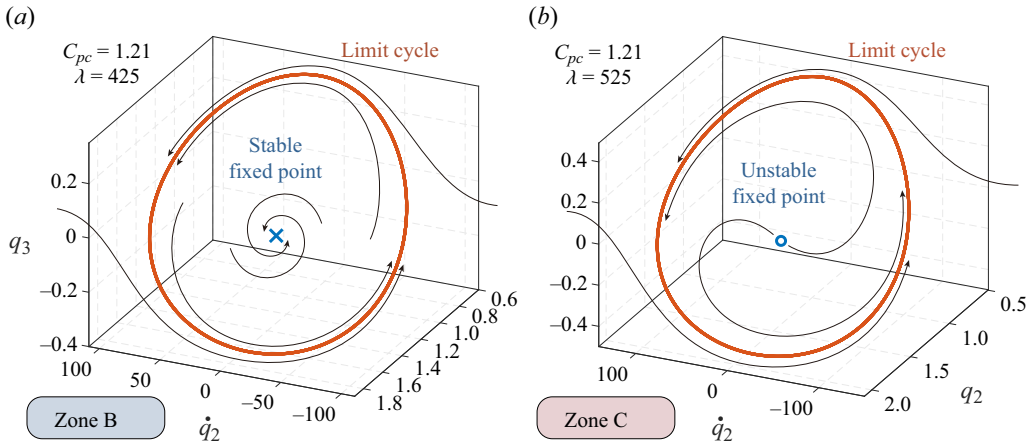 (a)
C_pc = 1.21
λ = 425
Limit cycle
Stable
fixed point
q_3
0.2
0
–0.2
–0.4
100
50
0
–50
–100
q̇_2
0.6
0.8
1.0
1.2
1.4
1.6
1.8
Zone B
(b)
C_pc = 1.21
λ = 525
Limit cycle
Unstable
fixed point
0.4
0.2
0
–0.2
–0.4
100
0
–100
q̇_2
0.5
1.0
1.5
2.0
q_2
Zone C